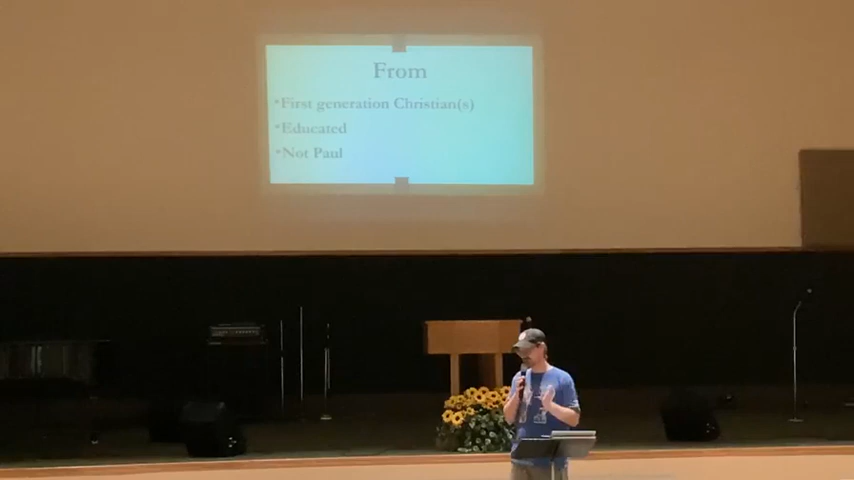 From
•First generation Christian(s)
•Educated
•Not Paul